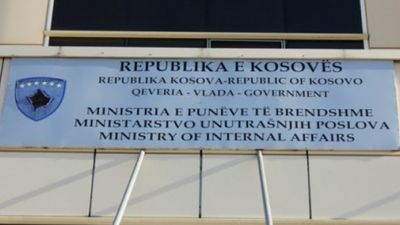 REPUBLIKA E KOSOVËS
REPUBLIKA KOSOVA-REPUBLIC OF KOSOVO
QEVERIA - VLADA - GOVERNMENT
MINISTRIA E PUNËVE TË BRENDSHME
MINISTARSTVO UNUTRAŠNJIH POSLOVA
MINISTRY OF INTERNAL AFFAIRS